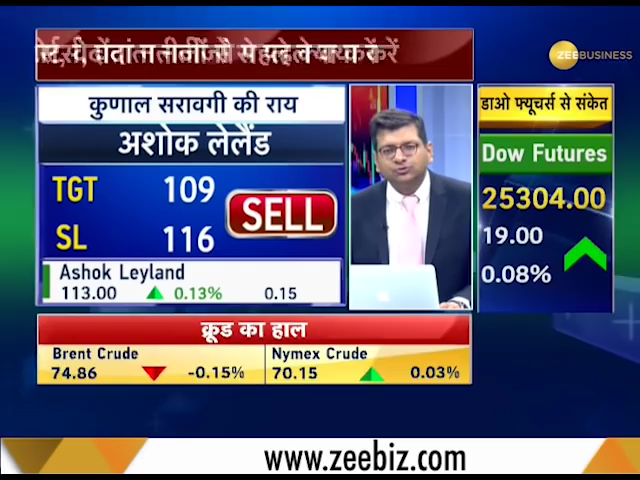 ZEEBUSINESS
कुणाल सरावगी की राय
अशोक लेलैंड
TGT 109
SL 116
SELL
Ashok Leyland
113.00 0.13% 0.15
डाओ फ्यूचर्स से संकेत
Dow Futures
25304.00
19.00
0.08%
क्रूड का हाल
Brent Crude
74.86 -0.15%
Nymex Crude
70.15 0.03%
www.zeebiz.com